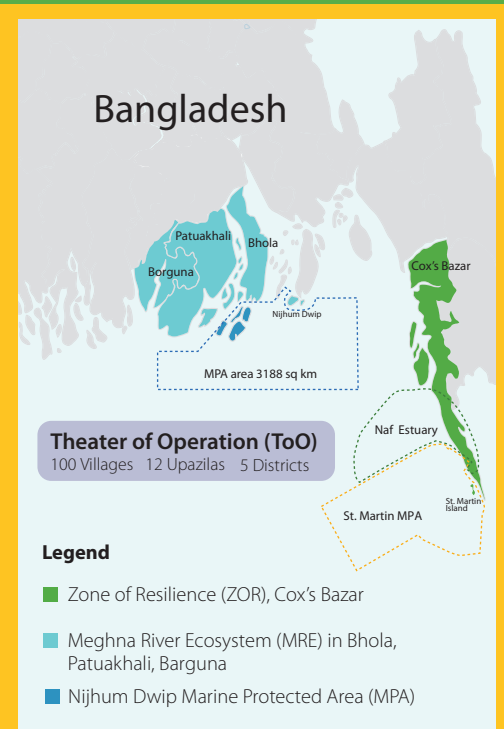 Bangladesh
Patuakhali
Bhola
Borguna
Cox's Bazar
Nijhum Dwip
MPA area 3188 sq km
Naf Estuary
Theater of Operation (ToO)
100 Villages 12 Upazilas 5 Districts
St. Martin
Island
St. Martin MPA
Legend
Zone of Resilience (ZOR), Cox's Bazar
Meghna River Ecosystem (MRE) in Bhola,
Patuakhali, Barguna
Nijhum Dwip Marine Protected Area (MPA)